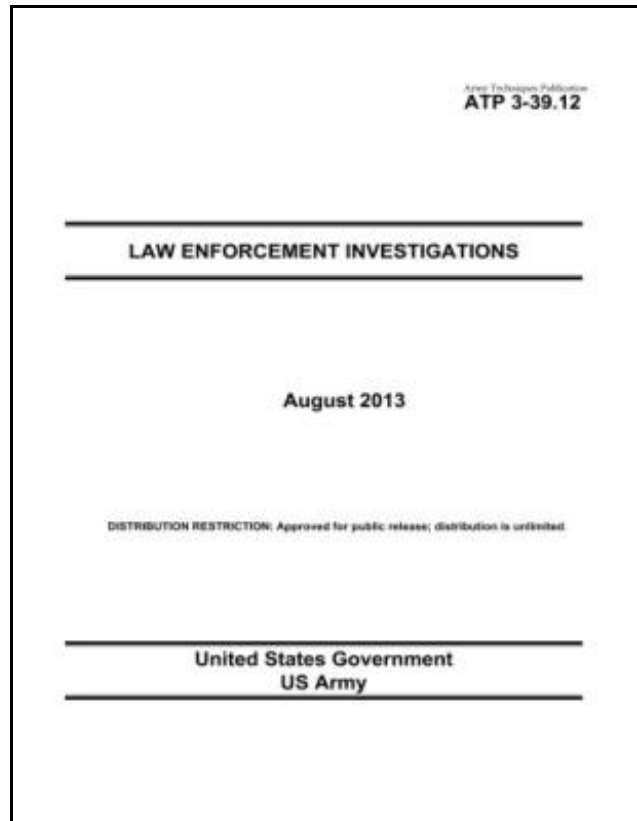 Army Techniques Publication
ATP 3-39.12
LAW ENFORCEMENT INVESTIGATIONS
August 2013
DISTRIBUTION RESTRICTION: Approved for public release; distribution is unlimited.
United States Government
US Army